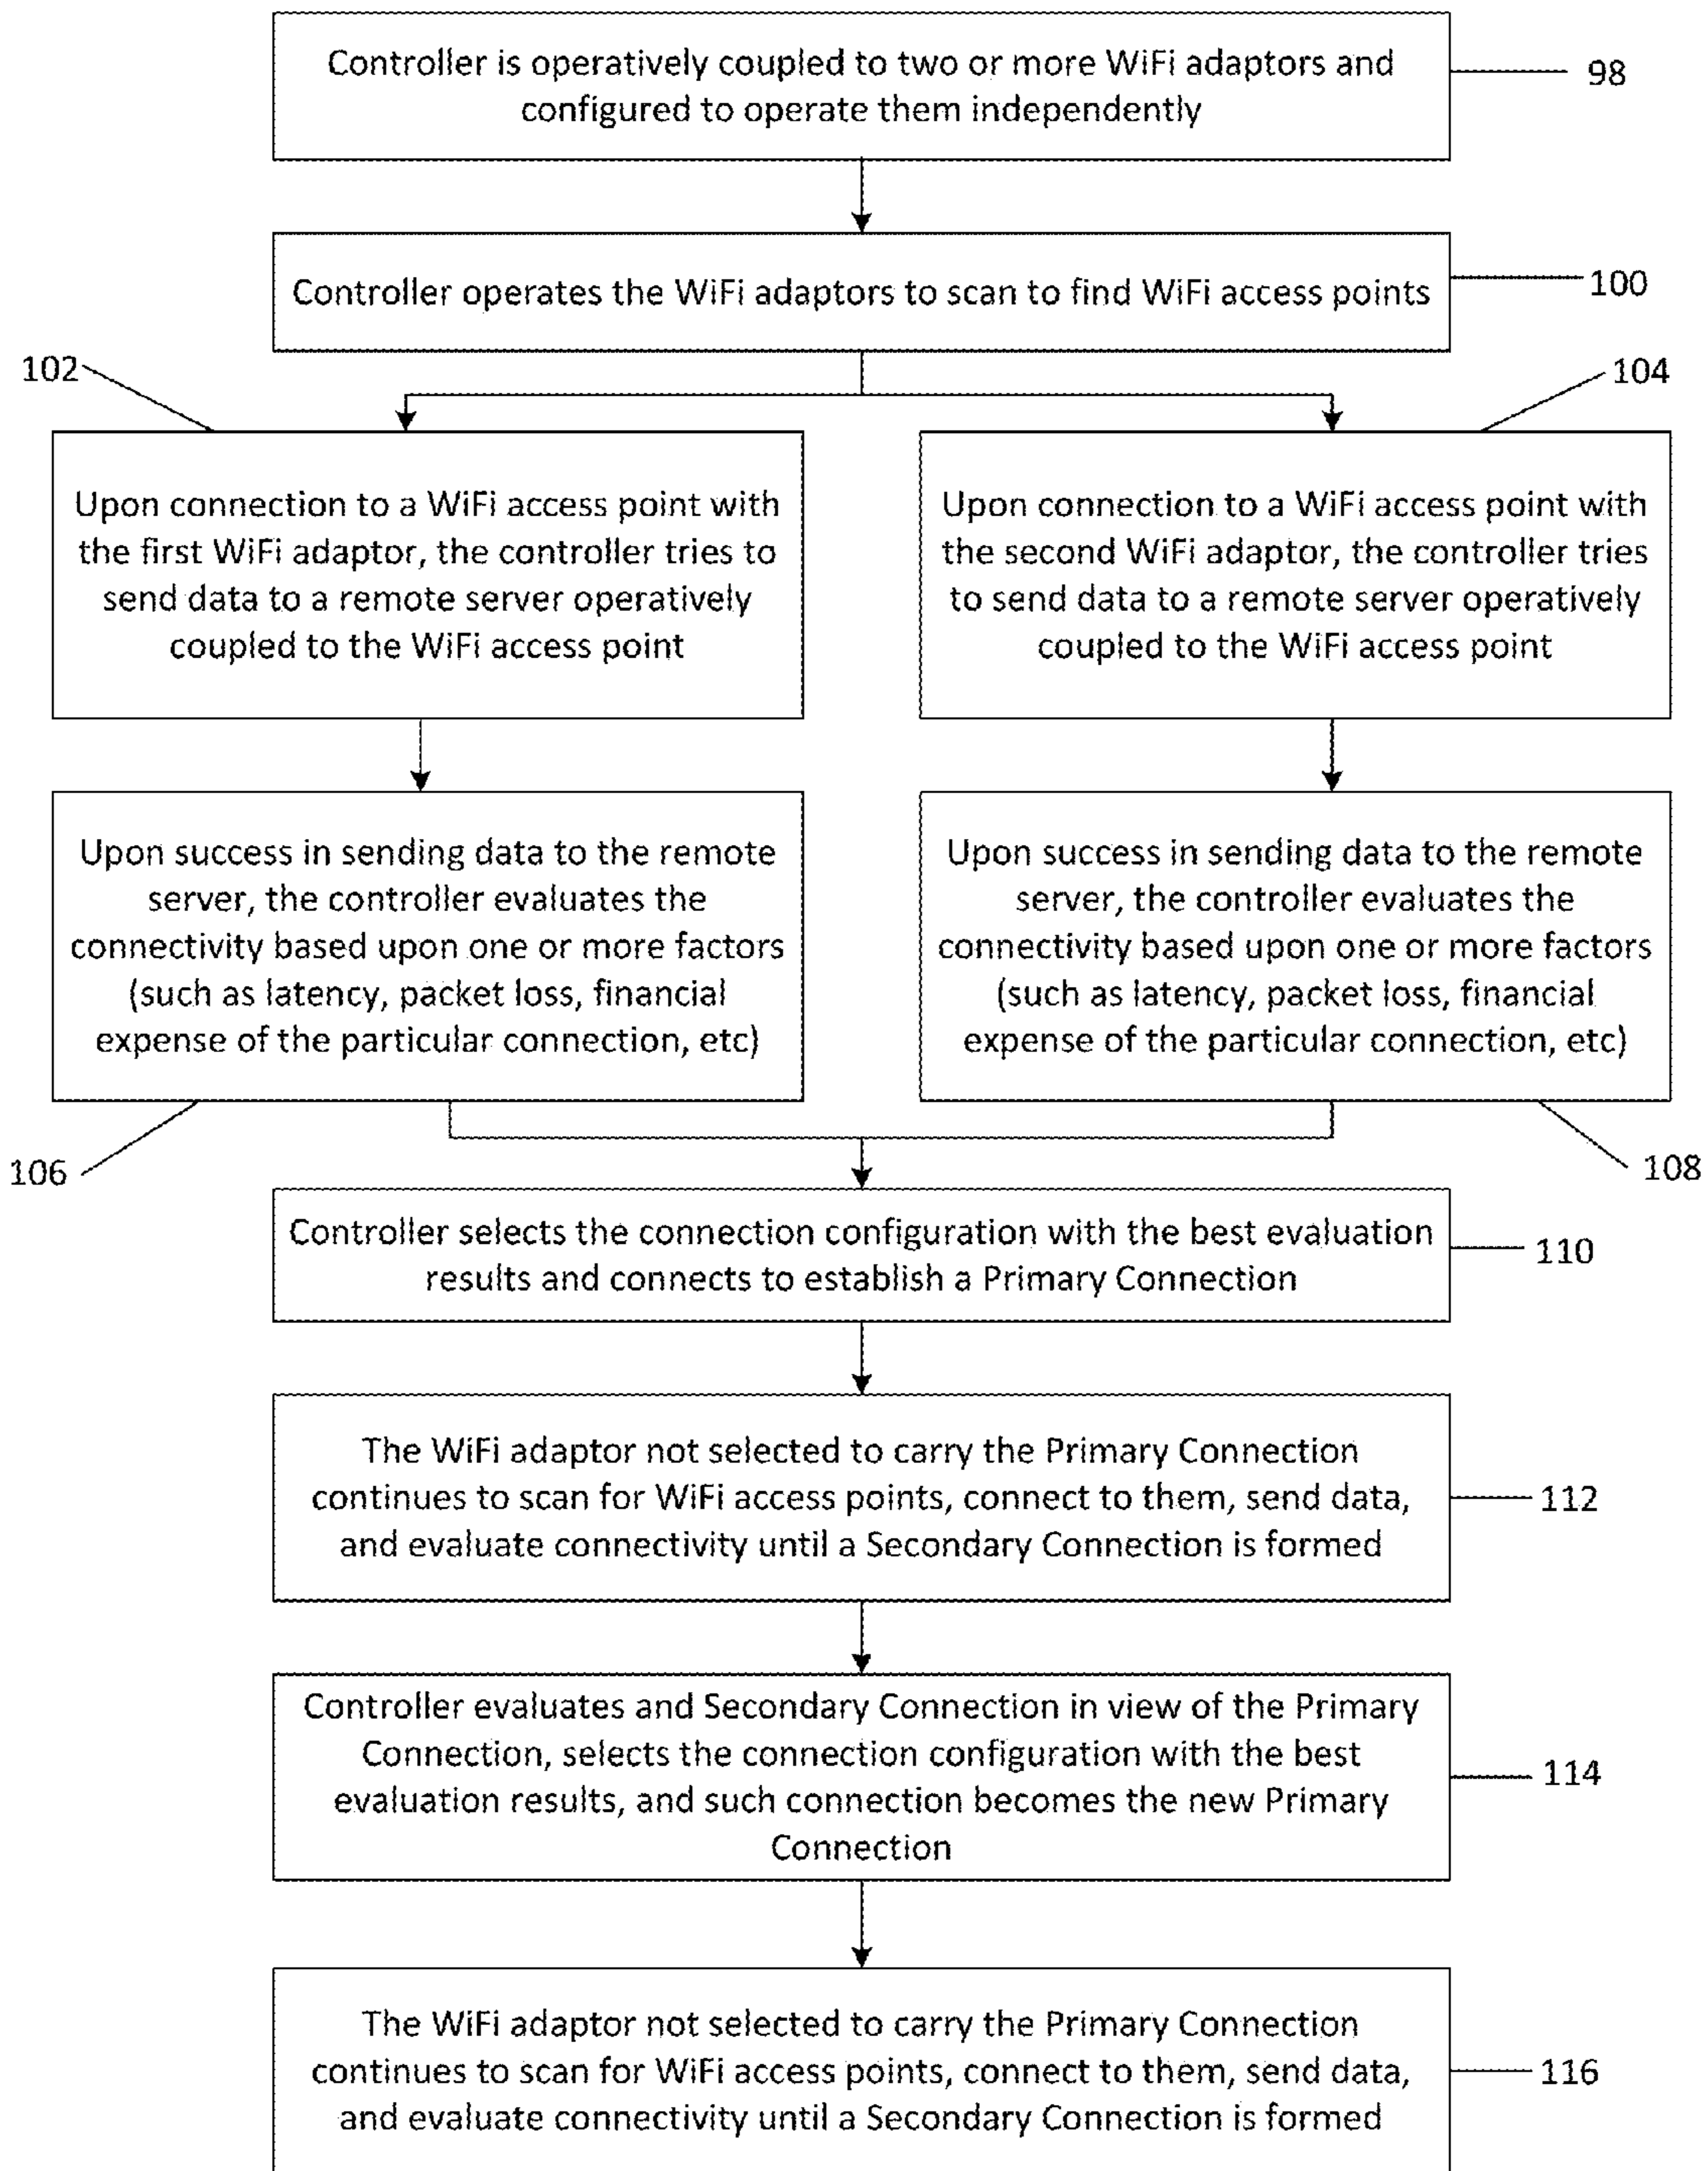 Controller is operatively coupled to two or more WiFi adaptors and
configured to operate them independently
98
Controller operates the WiFi adaptors to scan to find WiFi access points
100
102
104
Upon connection to a WiFi access point with
the first WiFi adaptor, the controller tries to
send data to a remote server operatively
coupled to the WiFi access point
Upon connection to a WiFi access point with
the second WiFi adaptor, the controller tries
to send data to a remote server operatively
coupled to the WiFi access point
Upon success in sending data to the remote
server, the controller evaluates the
connectivity based upon one or more factors
(such as latency, packet loss, financial
expense of the particular connection, etc)
Upon success in sending data to the remote
server, the controller evaluates the
connectivity based upon one or more factors
(such as latency, packet loss, financial
expense of the particular connection, etc)
106
108
Controller selects the connection configuration with the best evaluation
results and connects to establish a Primary Connection
110
The WiFi adaptor not selected to carry the Primary Connection
continues to scan for WiFi access points, connect to them, send data,
and evaluate connectivity until a Secondary Connection is formed
112
Controller evaluates and Secondary Connection in view of the Primary
Connection, selects the connection configuration with the best
evaluation results, and such connection becomes the new Primary
Connection
114
The WiFi adaptor not selected to carry the Primary Connection
continues to scan for WiFi access points, connect to them, send data,
and evaluate connectivity until a Secondary Connection is formed
116